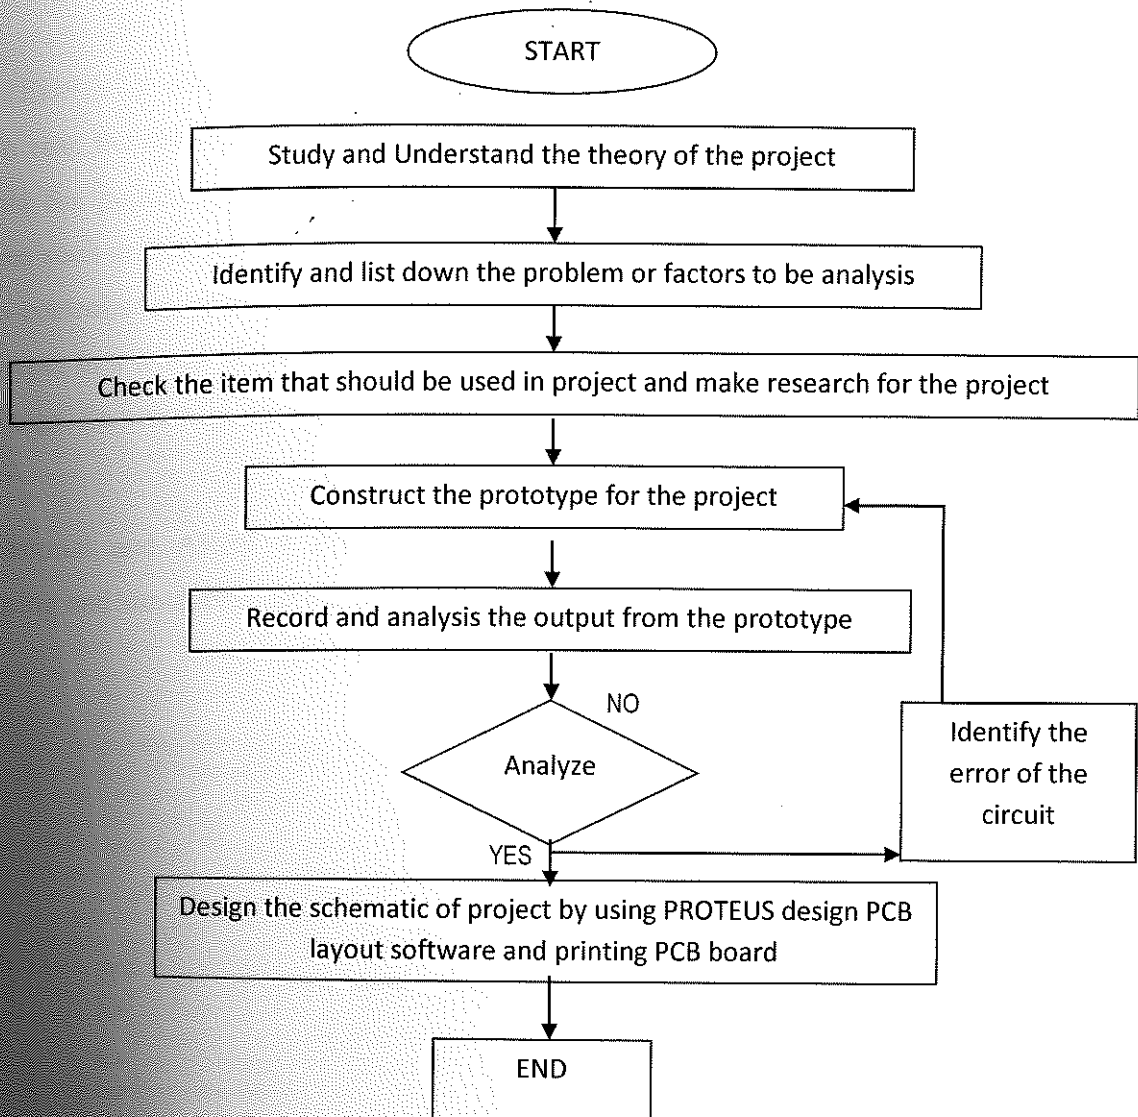 START
Study and Understand the theory of the project
Identify and list down the problem or factors to be analysis
Check the item that should be used in project and make research for the project
Construct the prototype for the project
Record and analysis the output from the prototype
NO
Analyze
Identify the
error of the
circuit
YES
Design the schematic of project by using PROTEUS design PCB
layout software and printing PCB board
END